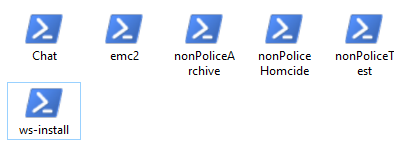 Chat
emc2
nonPoliceA
rchive
nonPolice
Homcide
nonPoliceT
est
ws-install